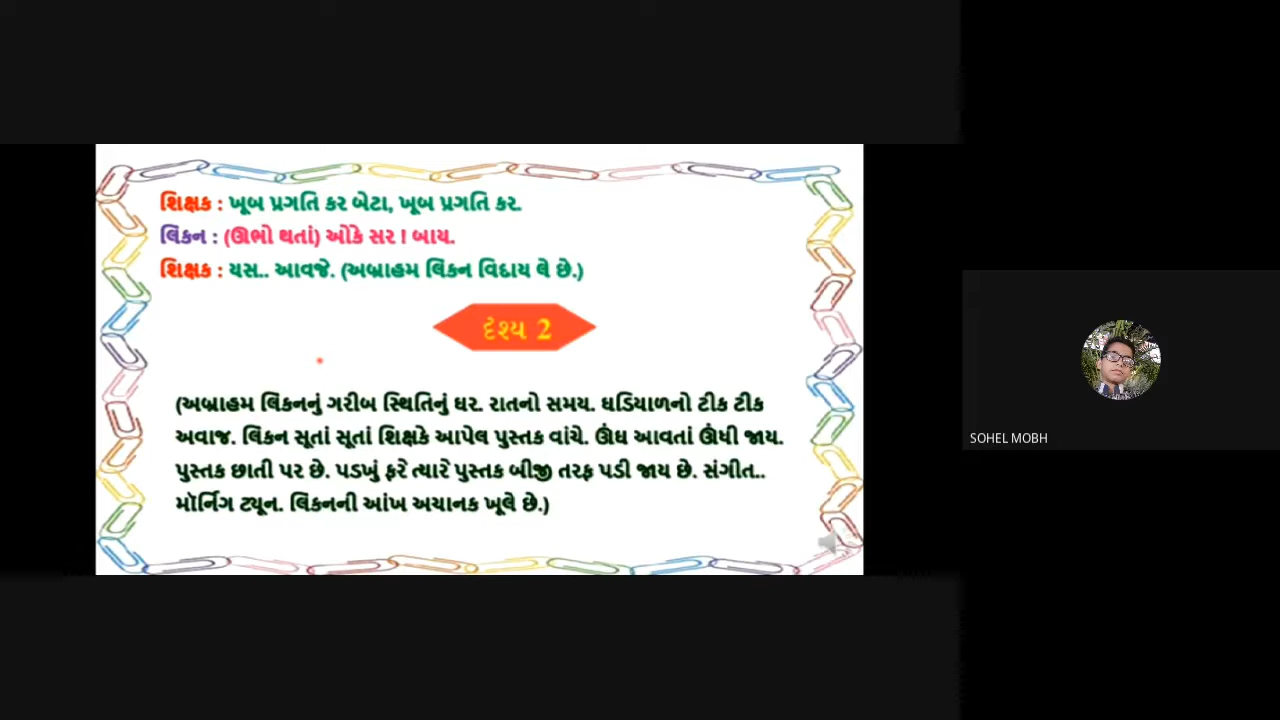 શિક્ષક : ખૂબ પ્રગતિ કર બેટા, ખૂબ પ્રગતિ કર.
લિંકન : (ઊભો થતાં) ઓકે સર ! બાય.
શિક્ષક : યસ.. આવજે. (અબ્રાહમ લિંકન વિદાય લે છે.)
દૃશ્ય 2
(અબ્રાહમ લિંકનનું ગરીબ સ્થિતિનું ઘર. રાતનો સમય. ઘડિયાળનો ટીક ટીક
અવાજ. લિંકન સૂતાં સૂતાં શિક્ષકે આપેલ પુસ્તક વાંચે. ઊંઘ આવતાં ઊંઘી જાય.
પુસ્તક છાતી પર છે. પડખું ફરે ત્યારે પુસ્તક બીજી તરફ પડી જાય છે. સંગીત..
મૉર્નિંગ ટ્યૂન. લિંકનની આંખ અચાનક ખૂલે છે.)
SOHEL MOBH